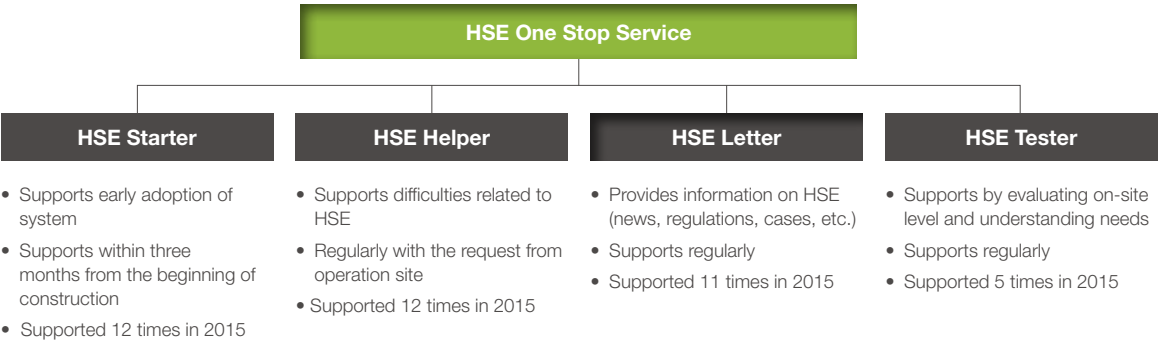 HSE One Stop Service
HSE Starter
• Supports early adoption of
system
• Supports within three
months from the beginning of
construction
• Supported 12 times in 2015
HSE Helper
• Supports difficulties related to
HSE
• Regularly with the request from
operation site
• Supported 12 times in 2015
HSE Letter
• Provides information on HSE
(news, regulations, cases, etc.)
• Supports regularly
• Supported 11 times in 2015
HSE Tester
• Supports by evaluating on-site
level and understanding needs
• Supports regularly
• Supported 5 times in 2015